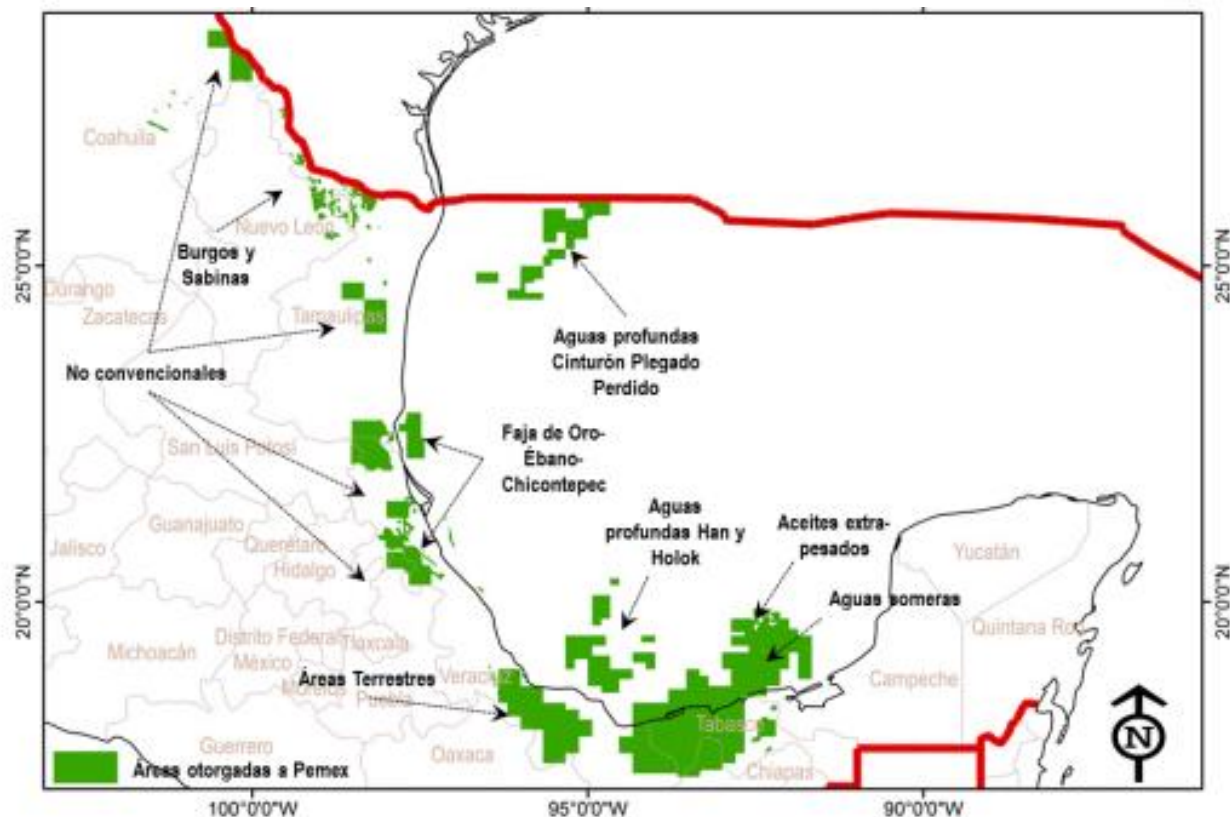 Coahuila
Nuevo León
Burgos y
Sabinas
25°0'0"N
25°0'0"N
Durango
Zacatecas
Tamaulipas
Aguas profundas
Cinturón Plegado
Perdido
No convencionales
San Luis Potosí
Faja de Oro-
Ébano-
Chicontepec
Guanajuato
Jalisco
Querétaro
Hidalgo
Aguas
profundas Han y
Holok
Aceites extra-
pesados
Yucatán
Aguas someras
20°0'0"N
20°0'0"N
Quintana Roo
Michoacán
Distrito Federal
Tlaxcala
México
Morelos
Puebla
Veracruz
Áreas Terrestres
Campeche
Tabasco
Guerrero
Oaxaca
Chiapas
N
Áreas otorgadas a Pemex
100°0'0"W
95°0'0"W
90°0'0"W